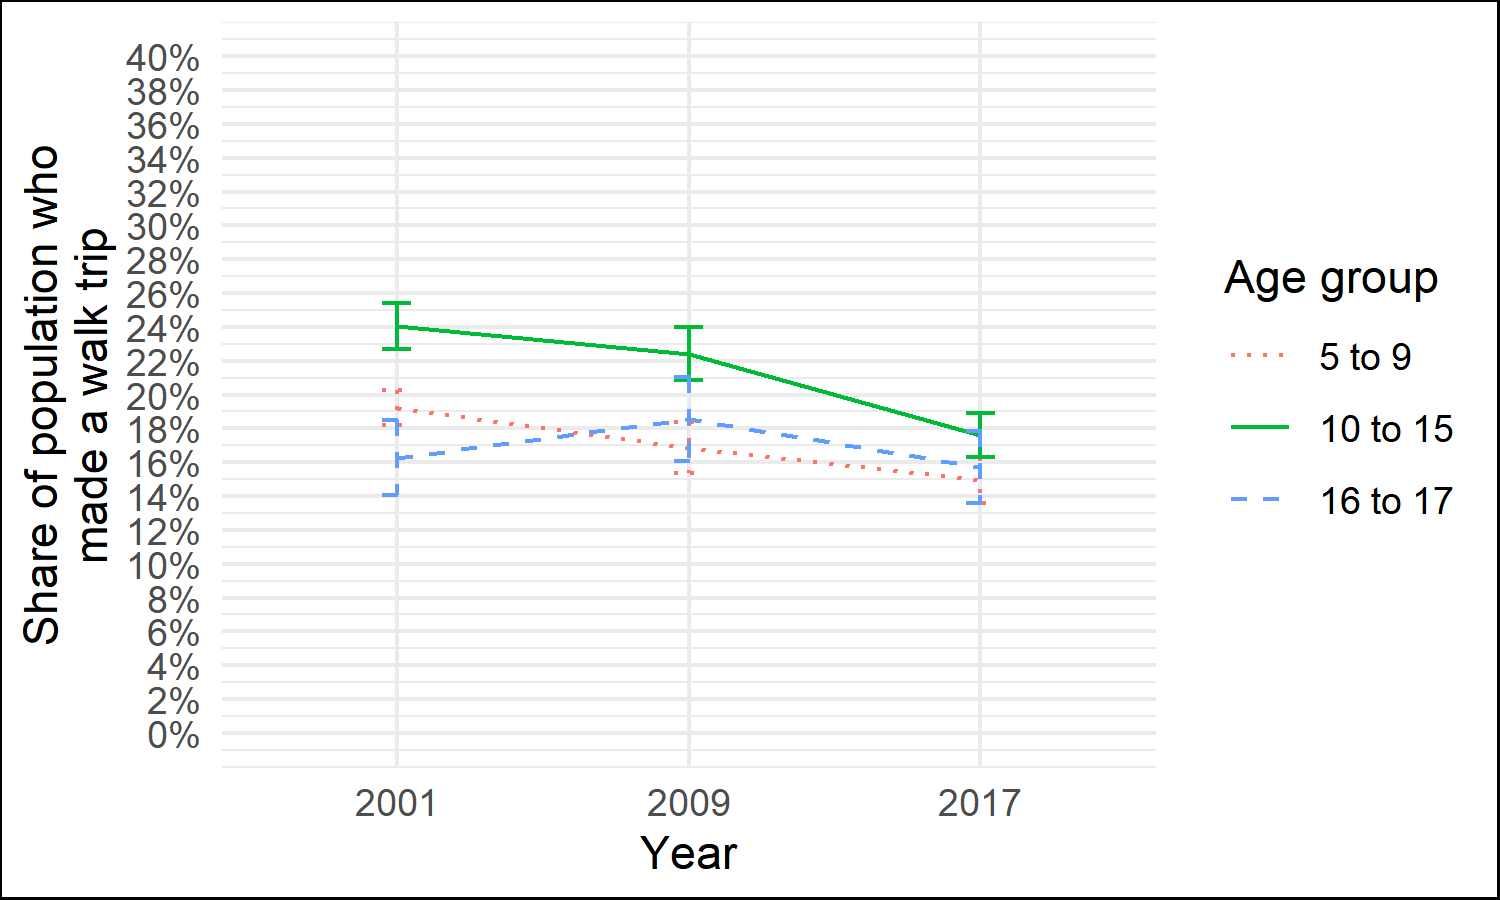 Share of population who
made a walk trip
40%
38%
36%
34%
32%
30%
28%
26%
24%
22%
20%
18%
16%
14%
12%
10%
8%
6%
4%
2%
0%
2001 2009 2017
Year
Age group
5 to 9
10 to 15
16 to 17